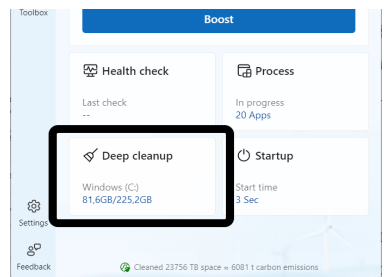 Toolbox
Boost
Health check
Process
Last check
--
In progress
20 Apps
Deep cleanup
Startup
Windows (C:)
81,6GB/225,2GB
Start time
3 Sec
Settings
Feedback
Cleaned 23756 TB space ≈ 6081 t carbon emissions